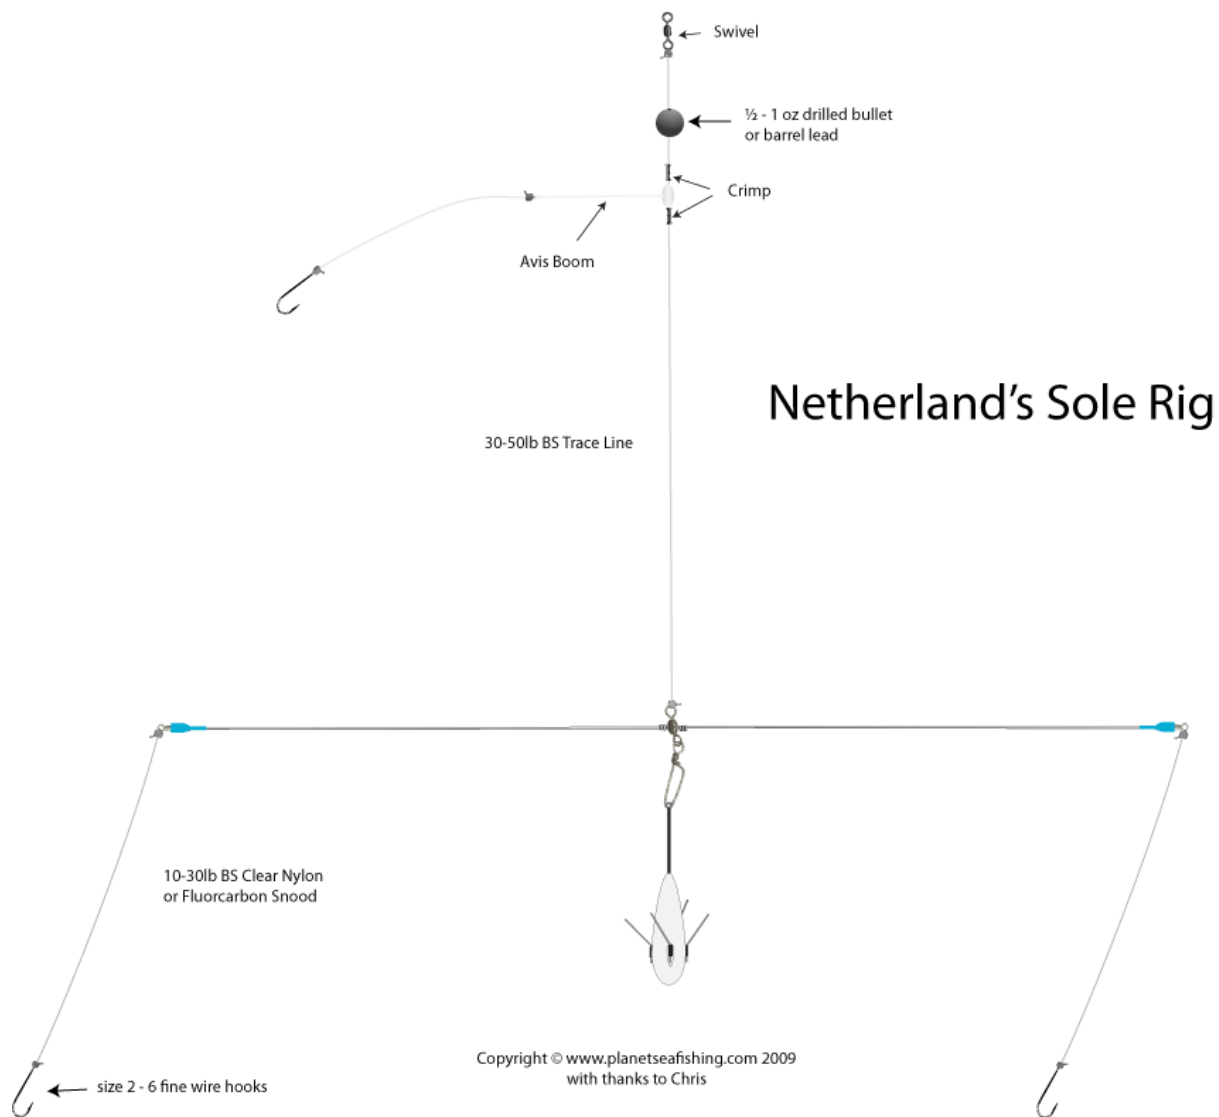 Swivel
½ - 1 oz drilled bullet
or barrel lead
Crimp
Avis Boom
Netherland's Sole Rig
30-50lb BS Trace Line
10-30lb BS Clear Nylon
or Fluorcarbon Snood
Copyright © www.planetseafishing.com 2009
with thanks to Chris
size 2 - 6 fine wire hooks